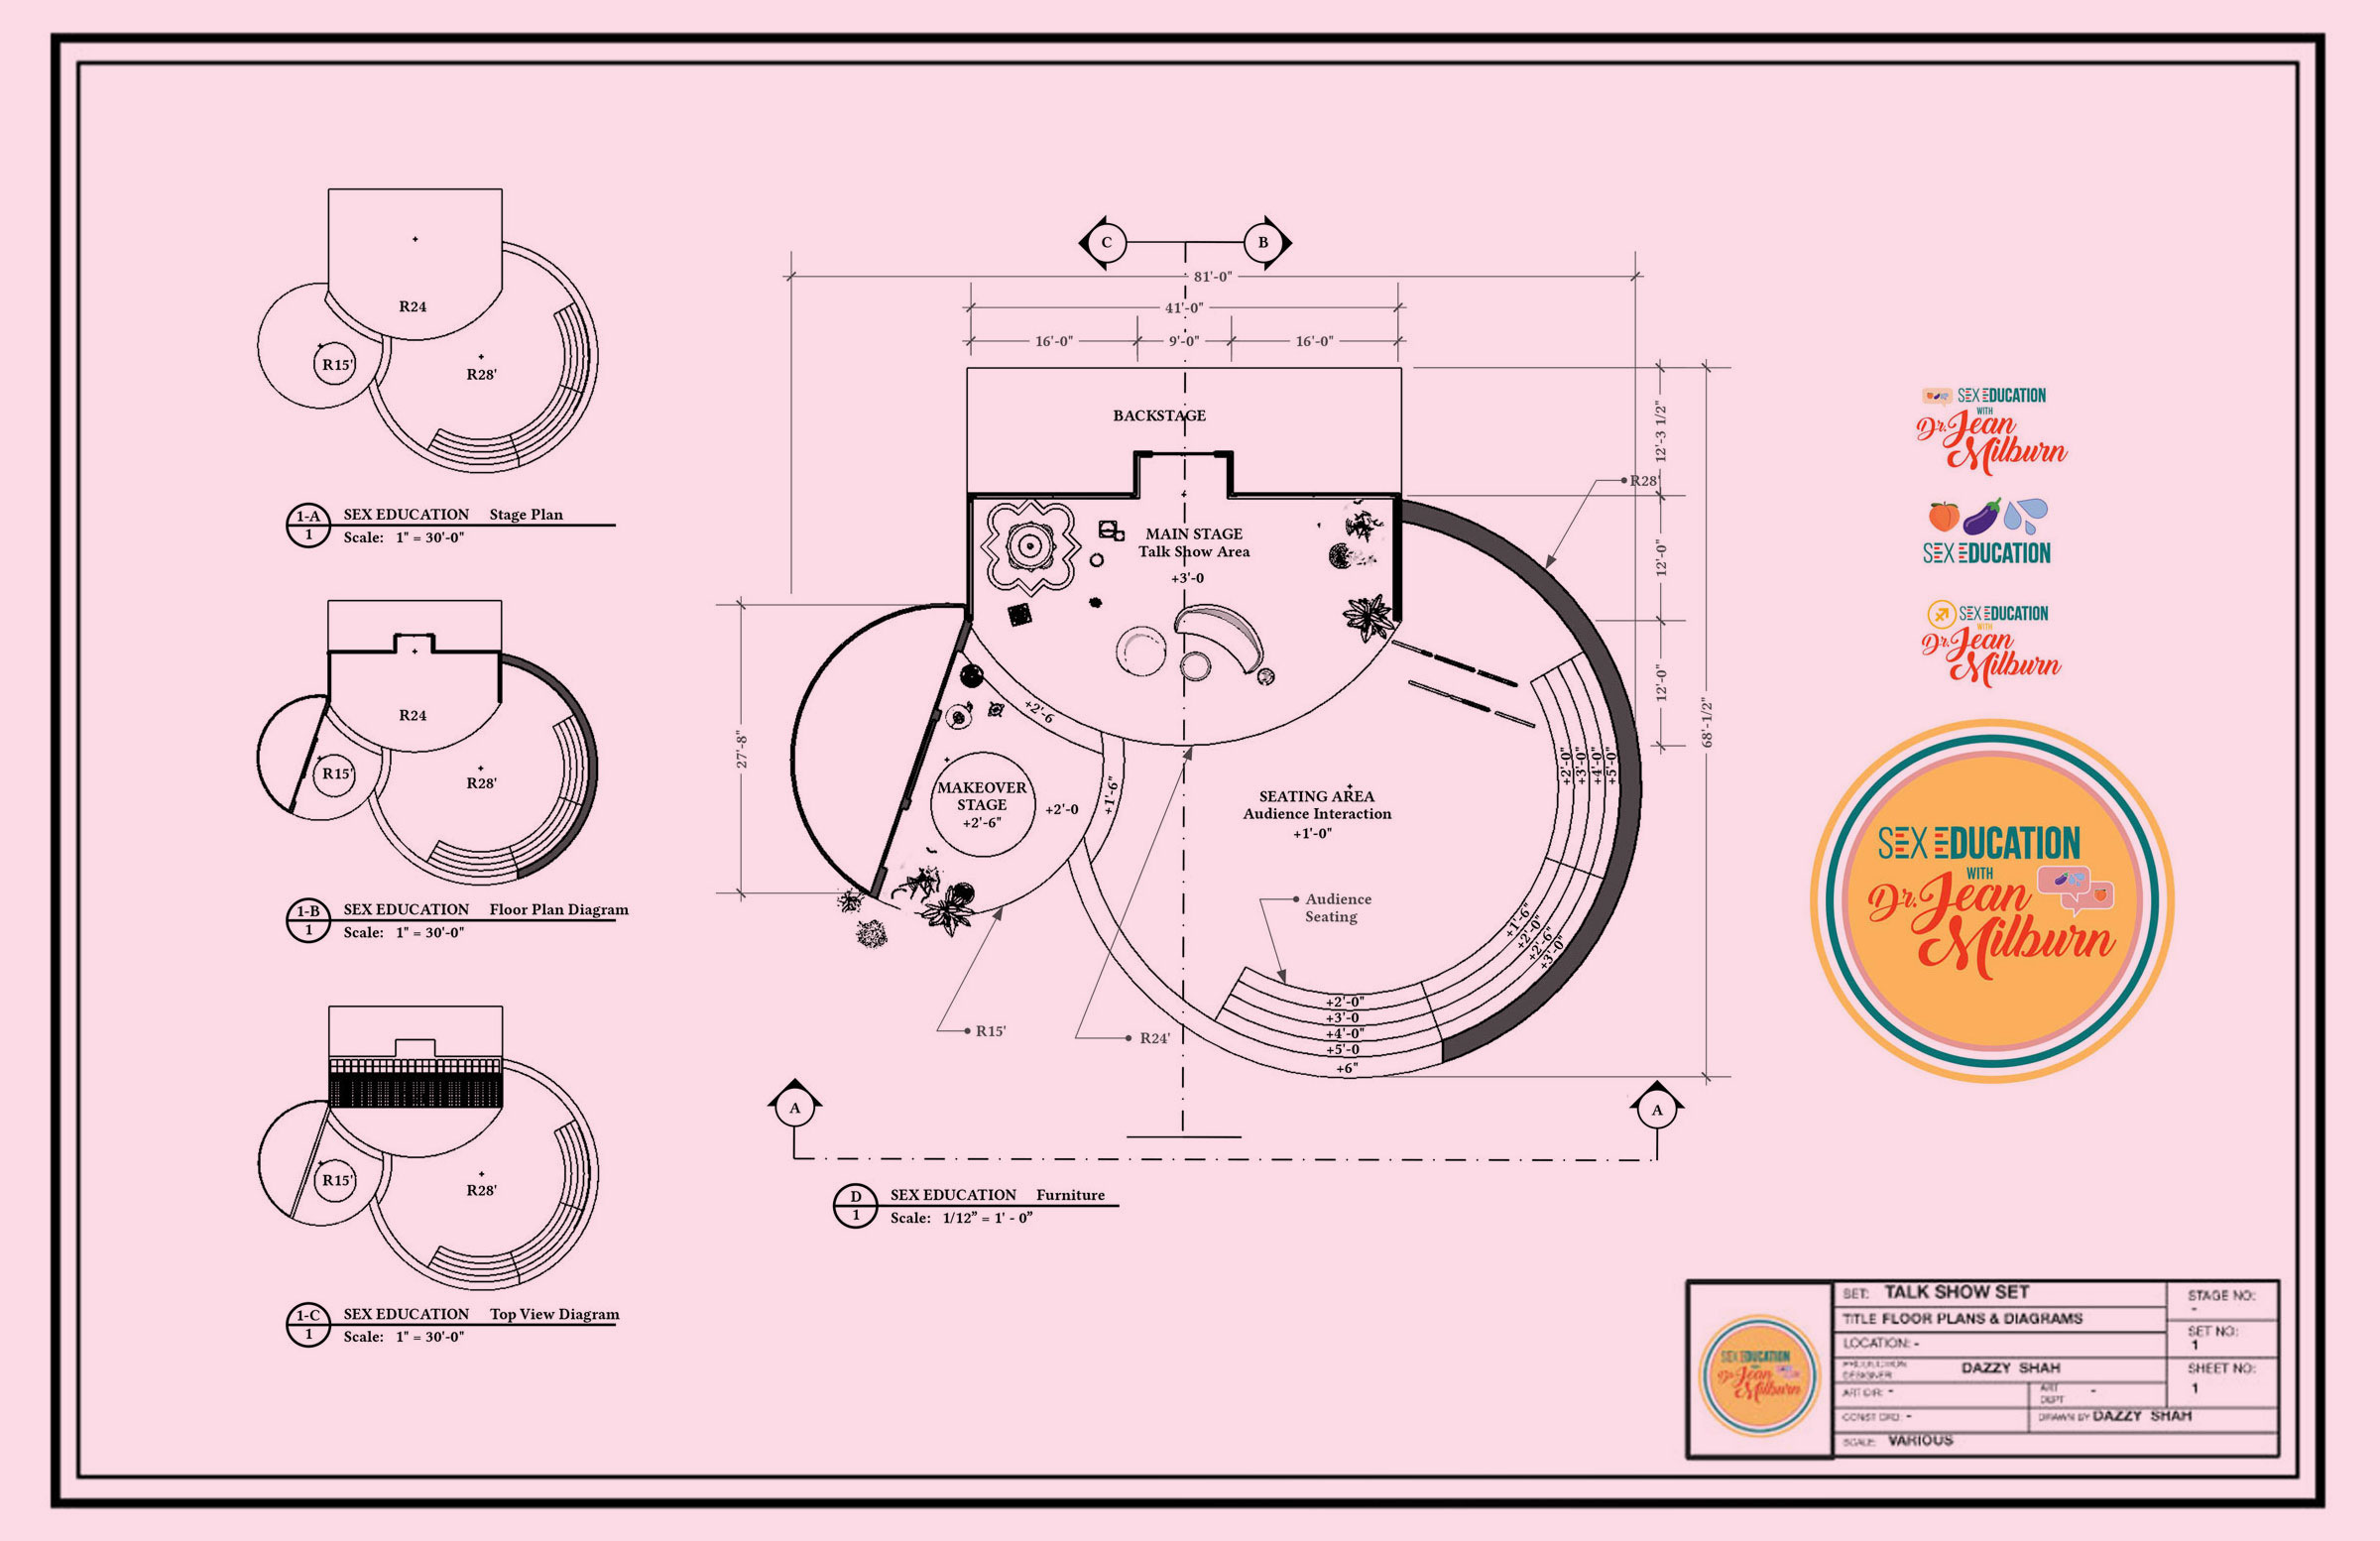 R24
R15'
R28'
1-A
1
SEX EDUCATION Stage Plan
Scale: 1" = 30'-0"
R24
R15'
R28'
1-B
1
SEX EDUCATION Floor Plan Diagram
Scale: 1" = 30'-0"
R15'
R28'
1-C
1
SEX EDUCATION Top View Diagram
Scale: 1" = 30'-0"
C
B
81'-0"
41'-0"
16'-0"
9'-0"
16'-0"
BACKSTAGE
MAIN STAGE
Talk Show Area
+3'-0
12'-3 1/2"
12'-0"
12'-0"
68'-1/2"
R28'
27'-8"
+2'-6
MAKEOVER
STAGE
+2'-6"
+2'-0
+1'-6"
SEATING AREA
Audience Interaction
+1'-0"
+2'-0"
+3'-0"
+4'-0"
+5'-0"
Audience
Seating
+1'-6"
+2'-0"
+2'-6"
+3'-0"
+2'-0"
+3'-0
+4'-0"
+5'-0
+6"
R15'
R24'
A
A
D
1
SEX EDUCATION Furniture
Scale: 1/12” = 1' - 0”
SEX EDUCATION
WITH
Dr. Jean
Milburn
SEX EDUCATION
SEX EDUCATION
WITH
Dr. Jean
Milburn
SEX EDUCATION
WITH
Dr. Jean
Milburn
SEX EDUCATION
Dr. Jean
Milburn
SET: TALK SHOW SET
TITLE FLOOR PLANS & DIAGRAMS
LOCATION: -
PRODUCTION
DESIGNER DAZZY SHAH
ART DIR: -
ART
DEPT -
CONST CRD: -
DRAWN BY DAZZY SHAH
SCALE: VARIOUS
STAGE NO:
-
SET NO:
1
SHEET NO:
1